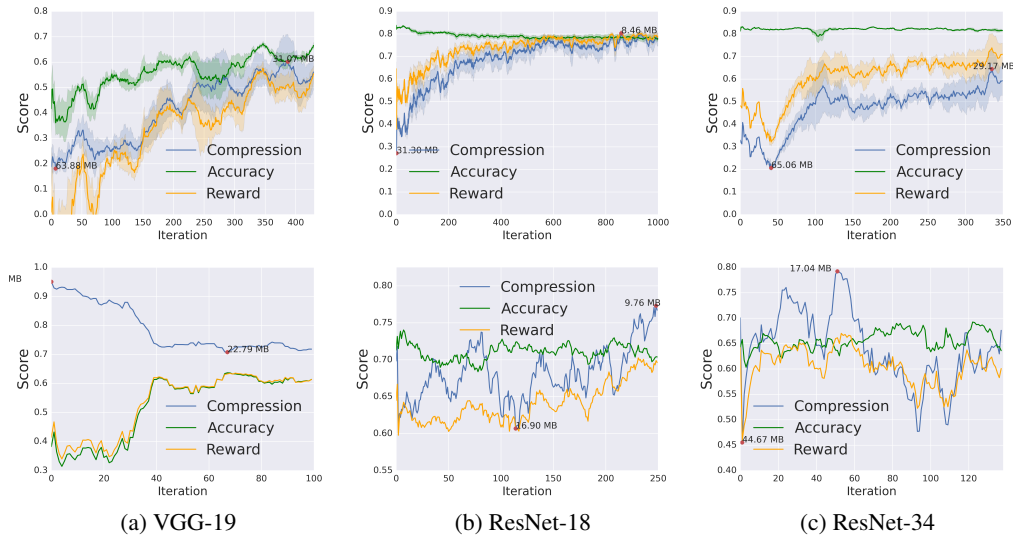 0.8
0.7
0.6
0.5
0.4
0.3
0.2
0.1
0.0
Score
31.07 MB
63.88 MB
Compression
Accuracy
Reward
0 50 100 150 200 250 300 350 400
Iteration
0.9
0.8
0.7
0.6
0.5
0.4
0.3
0.2
0.1
0.0
Score
8.46 MB
31.30 MB
Compression
Accuracy
Reward
0 200 400 600 800 1000
Iteration
0.9
0.8
0.7
0.6
0.5
0.4
0.3
0.2
0.1
0.0
Score
29.17 MB
65.06 MB
Compression
Accuracy
Reward
0 50 100 150 200 250 300 350
Iteration
1.0
MB
0.9
0.8
0.7
0.6
0.5
0.4
0.3
Score
22.79 MB
Compression
Accuracy
Reward
0 20 40 60 80 100
Iteration
0.80
0.75
0.70
0.65
0.60
0.55
Score
Compression
Accuracy
Reward
9.76 MB
16.90 MB
0 50 100 150 200 250
Iteration
0.80
0.75
0.70
0.65
0.60
0.55
0.50
0.45
0.40
Score
17.04 MB
44.67 MB
Compression
Accuracy
Reward
0 20 40 60 80 100 120
Iteration
(a) VGG-19
(b) ResNet-18
(c) ResNet-34